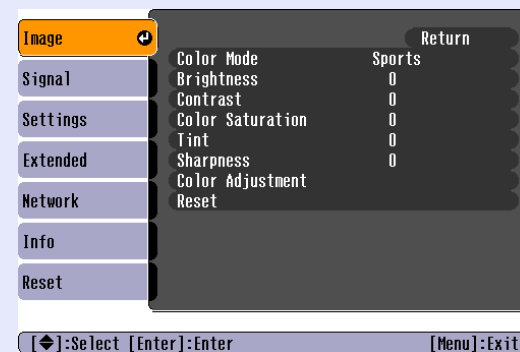 Image
Signal
Settings
Extended
Network
Info
Reset
Return
Color Mode Sports
Brightness 0
Contrast 0
Color Saturation 0
Tint 0
Sharpness 0
Color Adjustment
Reset
[◆]:Select [Enter]:Enter [Menu]:Exit